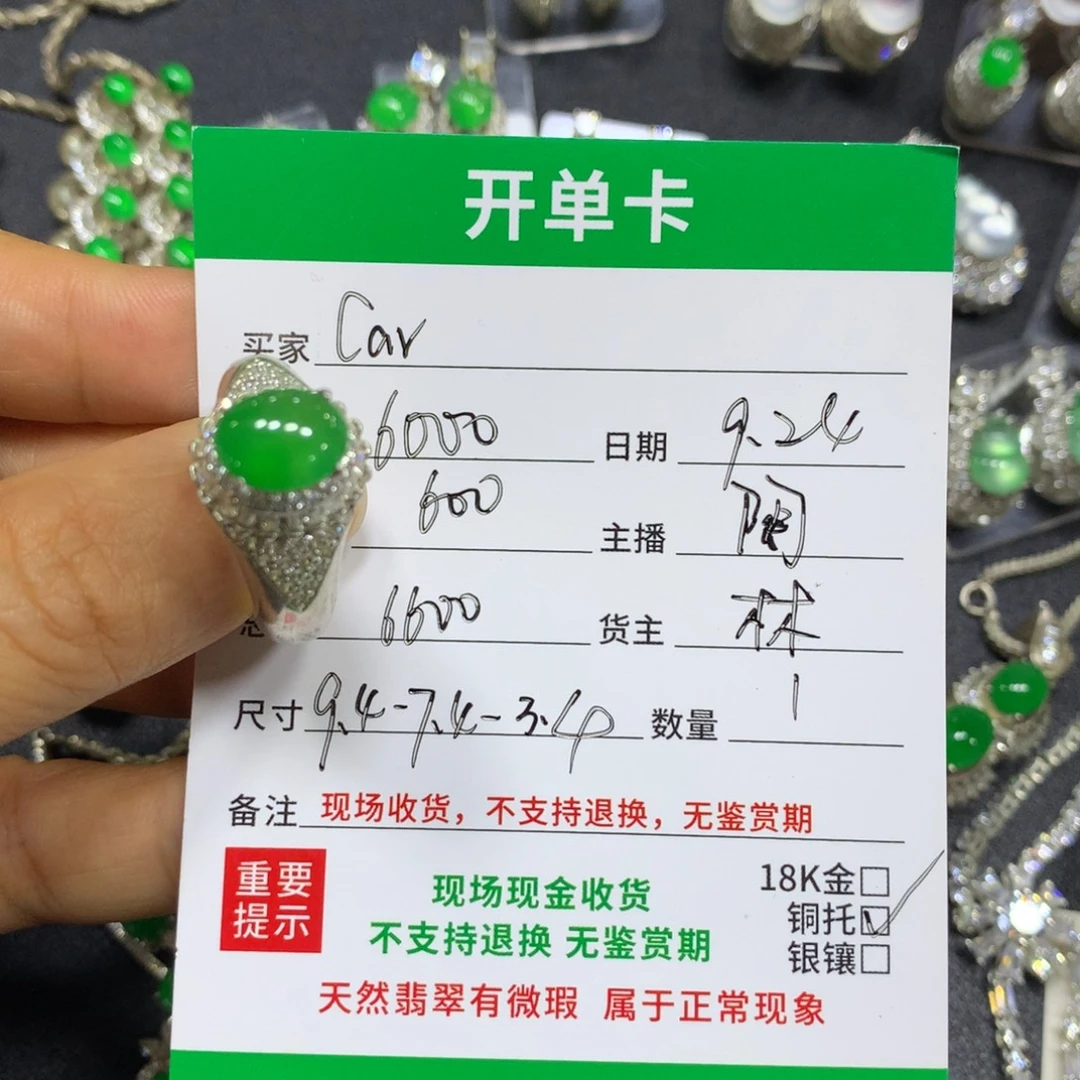 开单卡
买家 Car
6000 日期 9.24
600 主播
6600 货主 林
尺寸 9.4-7.4-3.4 数量 1
备注 现场收货，不支持退换，无鉴赏期
重要提示
现场现金收货
不支持退换 无鉴赏期
18K金
铜托
银镶
天然翡翠有微瑕 属于正常现象